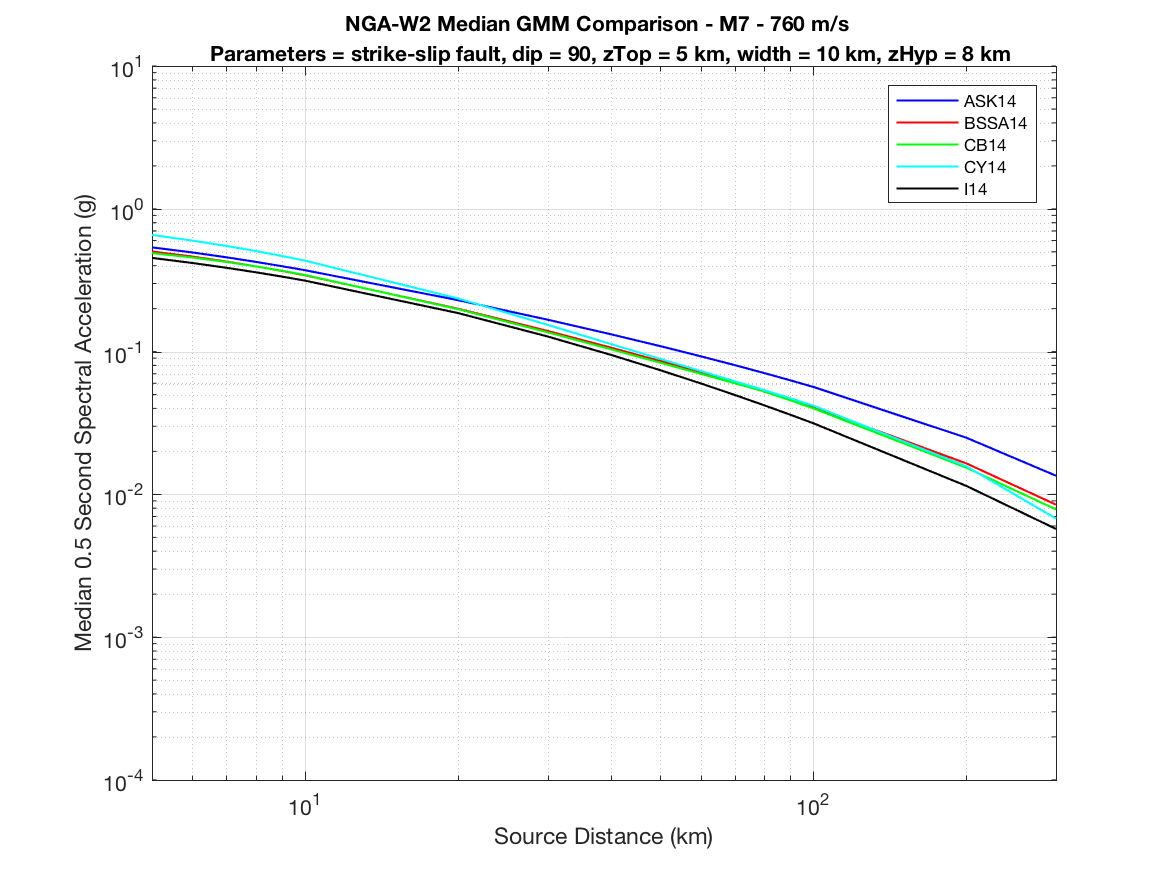 NGA-W2 Median GMM Comparison - M7 - 760 m/s
Parameters = strike-slip fault, dip = 90, zTop = 5 km, width = 10 km, zHyp = 8 km
10^1
10^0
10^-1
10^-2
10^-3
10^-4
Median 0.5 Second Spectral Acceleration (g)
ASK14
BSSA14
CB14
CY14
I14
10^1 10^2
Source Distance (km)